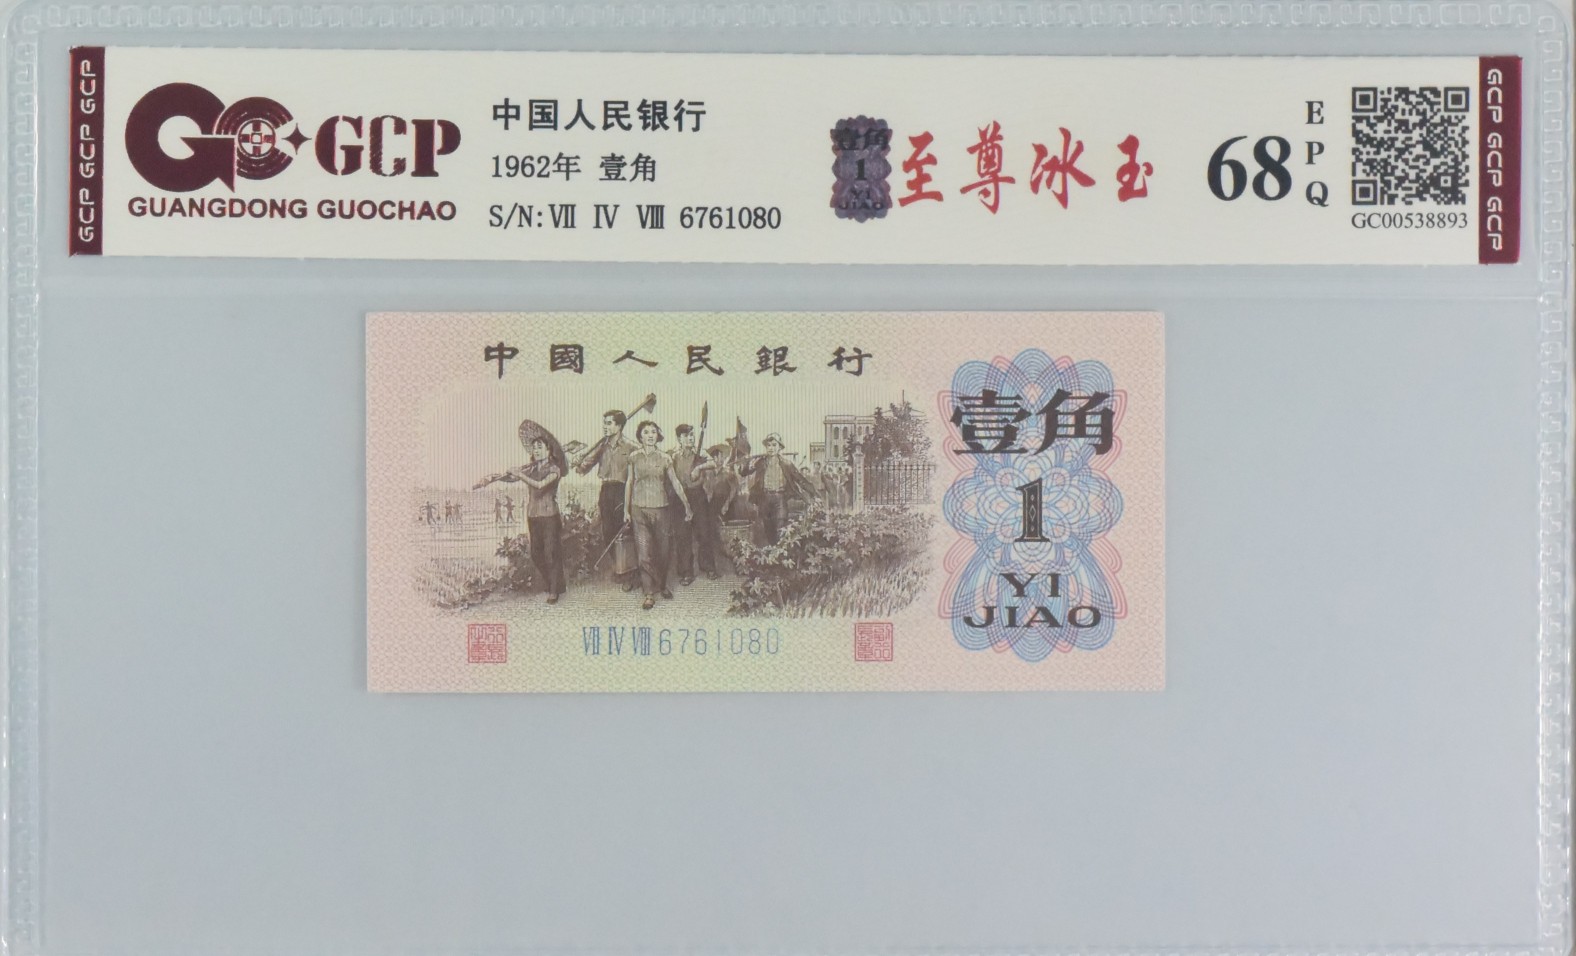 GCP GCP GCP
GCP
GUANGDONG GUOCHAO
中国人民银行
1962年 壹角
S/N:Ⅶ Ⅳ Ⅷ 6761080
壹角
1
YI
JIAO
至尊冰玉
68
EPQ
GC00538893
GCP GCP GCP
中國人民銀行
壹角
1
YI
JIAO
Ⅶ Ⅳ Ⅷ 6761080